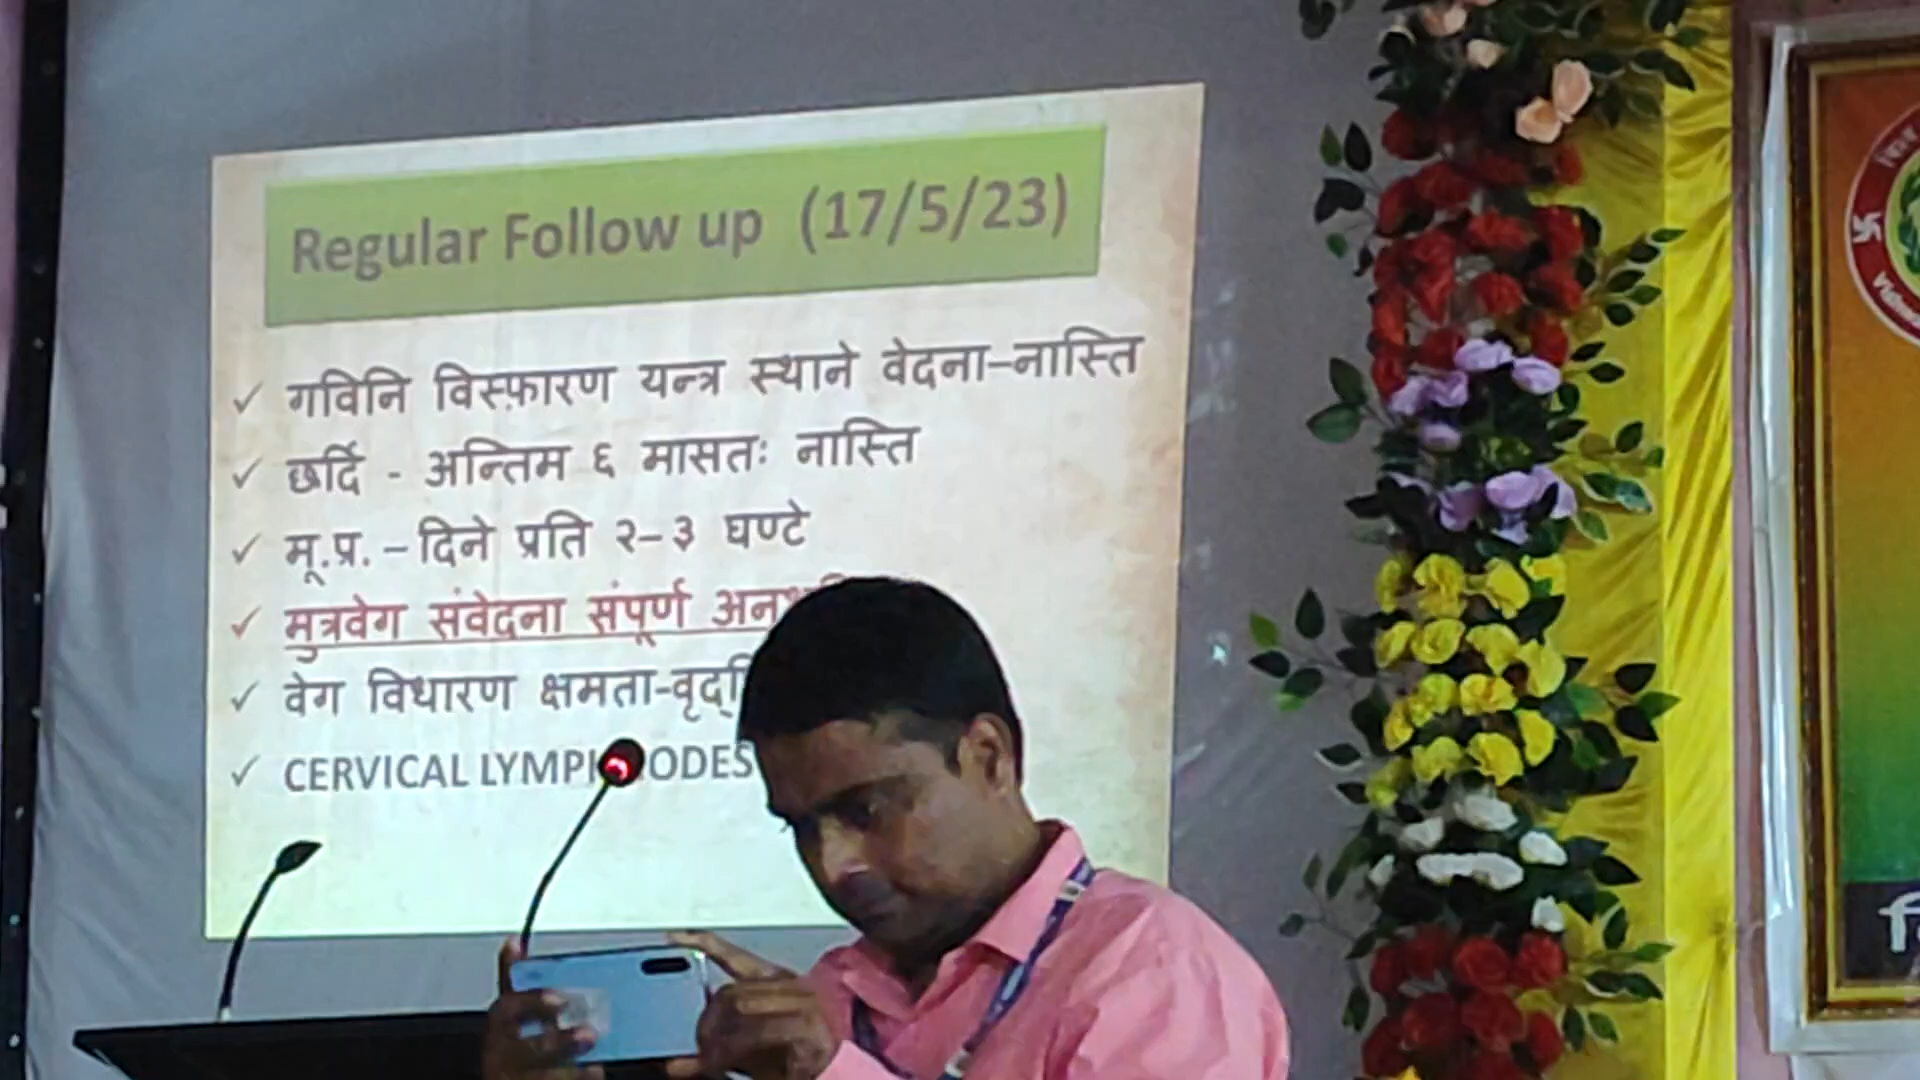 Regular Follow up (17/5/23)
✓ गविनि विस्फ़ारण यन्त्र स्थाने वेदना–नास्ति
✓ छर्दि - अन्तिम ६ मासतः नास्ति
✓ मू.प्र. – दिने प्रति २–३ घण्टे
✓ मुत्रवेग संवेदना संपूर्ण
✓ वेग विधारण क्षमता-
✓ CERVICAL